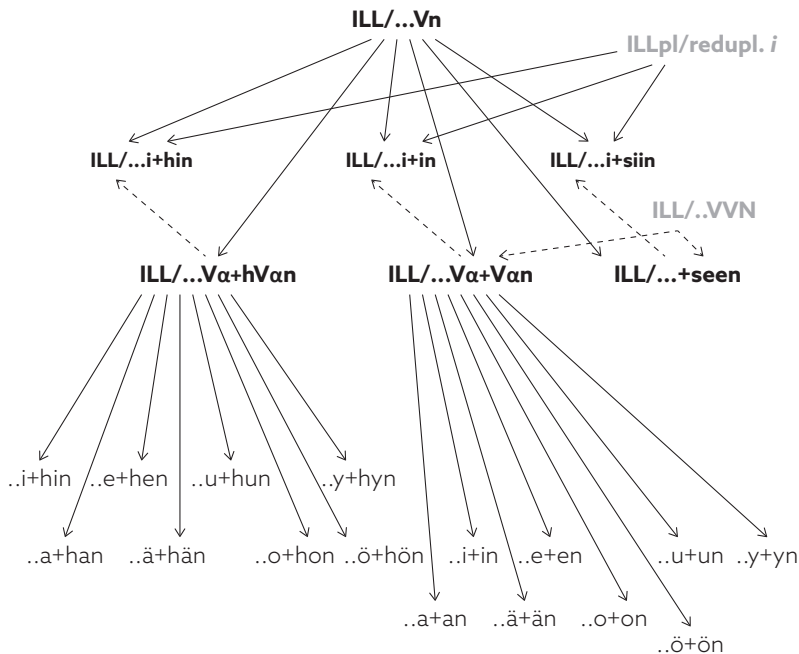 ILL/...Vn
ILLpl/redupl. i
ILL/...i+hin ILL/...i+in ILL/...i+siin
ILL/..VVN
ILL/...Vα+hVαn ILL/...Vα+Vαn ILL/...+seen
..i+hin ..e+hen ..u+hun ..y+hyn
..a+han ..ä+hän ..o+hon ..ö+hön ..i+in ..e+en ..u+un ..y+yn
..a+an ..ä+än ..o+on
..ö+ön